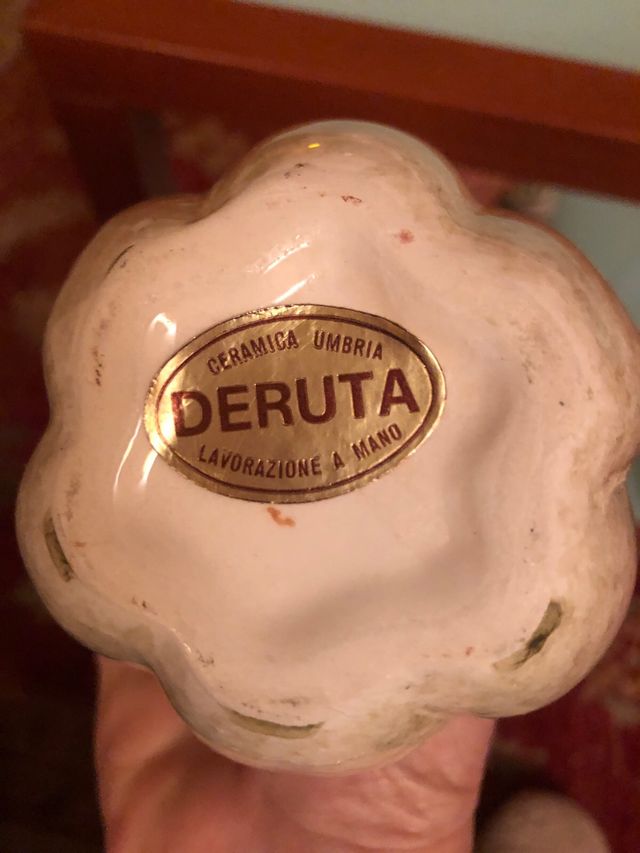 CERAMICA UMBRIA
DERUTA
LAVORAZIONE A MANO